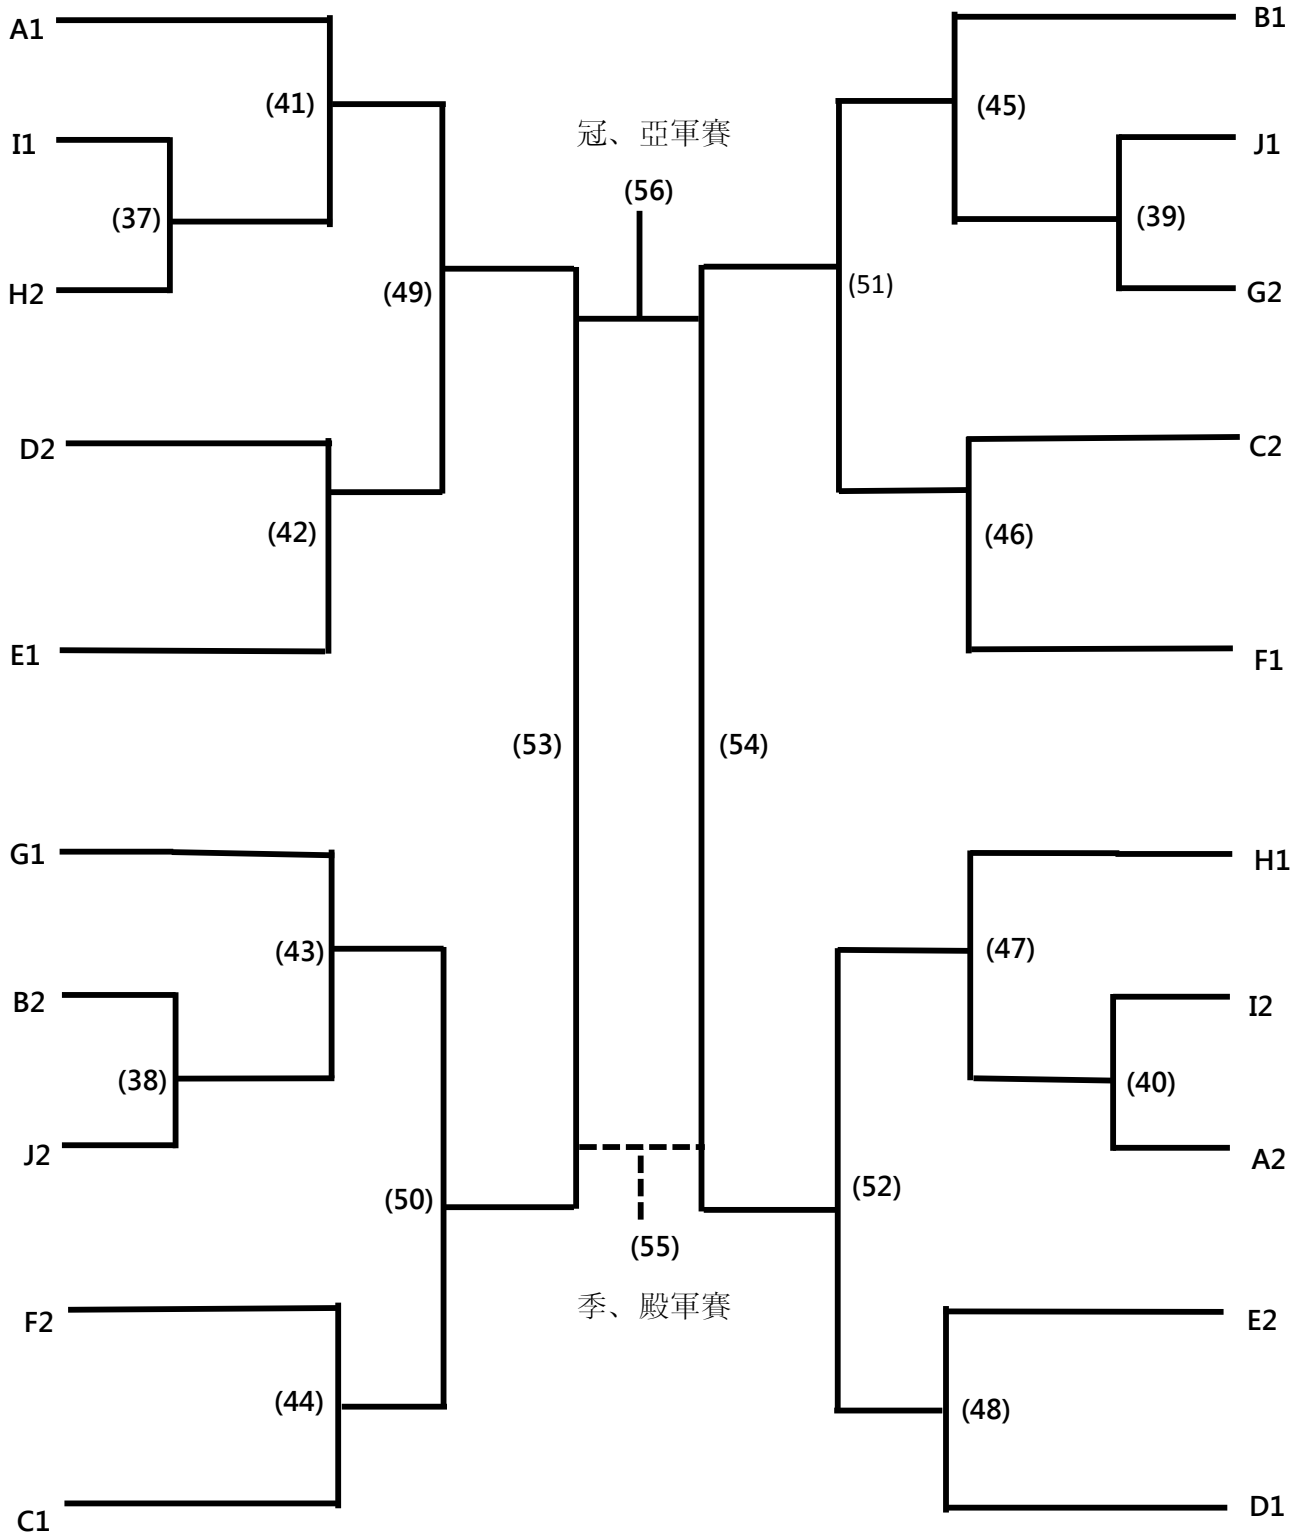 A1
B1
(41)
(45)
冠、亞軍賽
I1
J1
(56)
(37)
(39)
H2
(49)
(51)
G2
D2
C2
(42)
(46)
E1
F1
(53)
(54)
G1
H1
(43)
(47)
B2
I2
(38)
(40)
J2
A2
(50)
(52)
(55)
季、殿軍賽
F2
E2
(44)
(48)
C1
D1